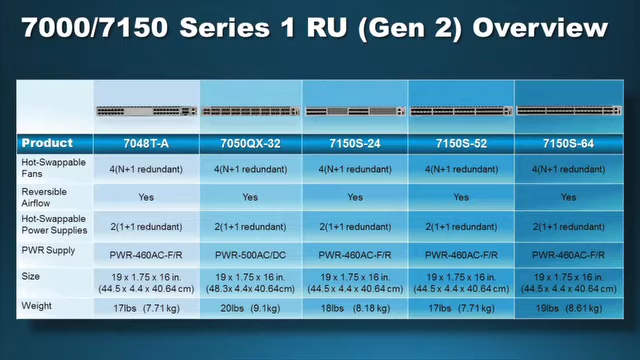 7000/7150 Series 1 RU (Gen 2) Overview
Product 7048T-A 7050QX-32 7150S-24 7150S-52 7150S-64
Hot-Swappable Fans 4(N+1 redundant) 4(N+1 redundant) 4(N+1 redundant) 4(N+1 redundant) 4(N+1 redundant)
Reversible Airflow Yes Yes Yes Yes Yes
Hot-Swappable Power Supplies 2(1+1 redundant) 2(1+1 redundant) 2(1+1 redundant) 2(1+1 redundant) 2(1+1 redundant)
PWR Supply PWR-460AC-F/R PWR-500AC/DC PWR-460AC-F/R PWR-460AC-F/R PWR-460AC-F/R
Size 19 x 1.75 x 16 in. 19 x 1.75 x 16 in. 19 x 1.75 x 16 in. 19 x 1.75 x 16 in. 19 x 1.75 x 16 in.
(44.5 x 4.4 x 40.64 cm) (48.3x 4.4x 40.64cm) (44.5 x 4.4 x 40.64 cm) (44.5 x 4.4 x 40.64 cm) (44.5 x 4.4 x 40.64 cm)
Weight 17lbs (7.71 kg) 20lbs (9.1kg) 18lbs (8.18 kg) 17lbs (7.71 kg) 19lbs (8.61 kg)